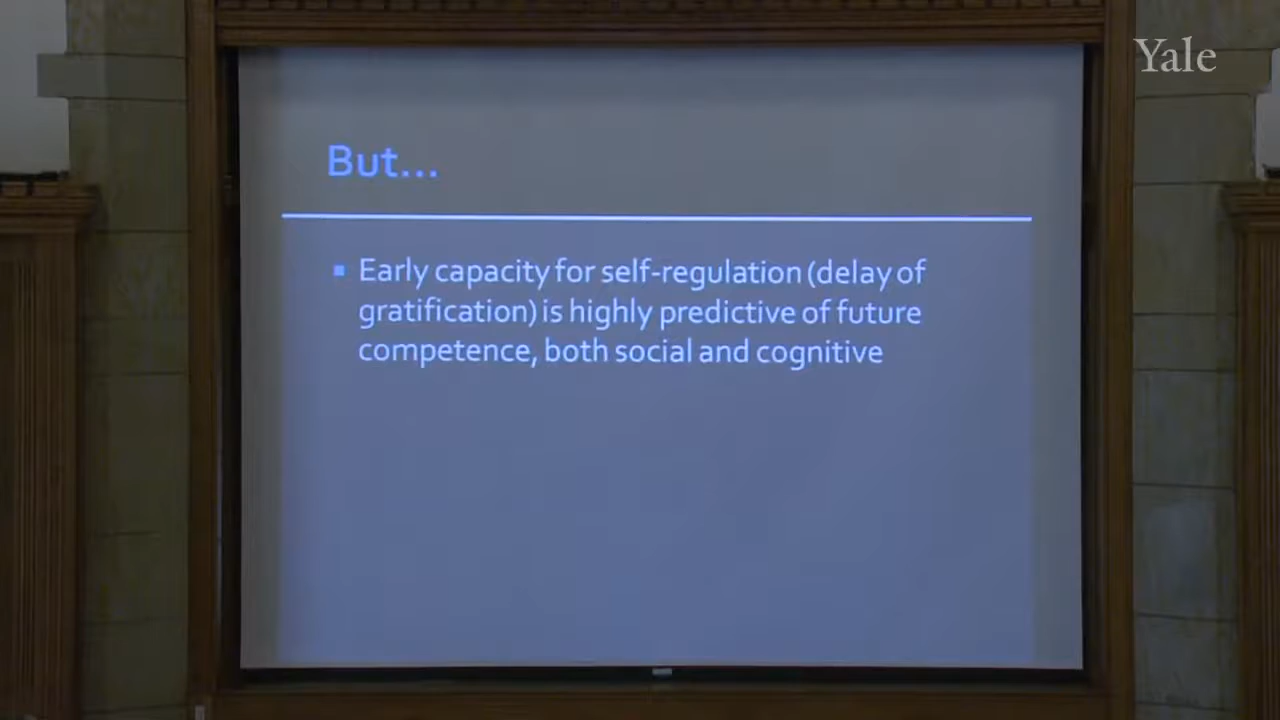 Yale
But...
Early capacity for self-regulation (delay of
gratification) is highly predictive of future
competence, both social and cognitive